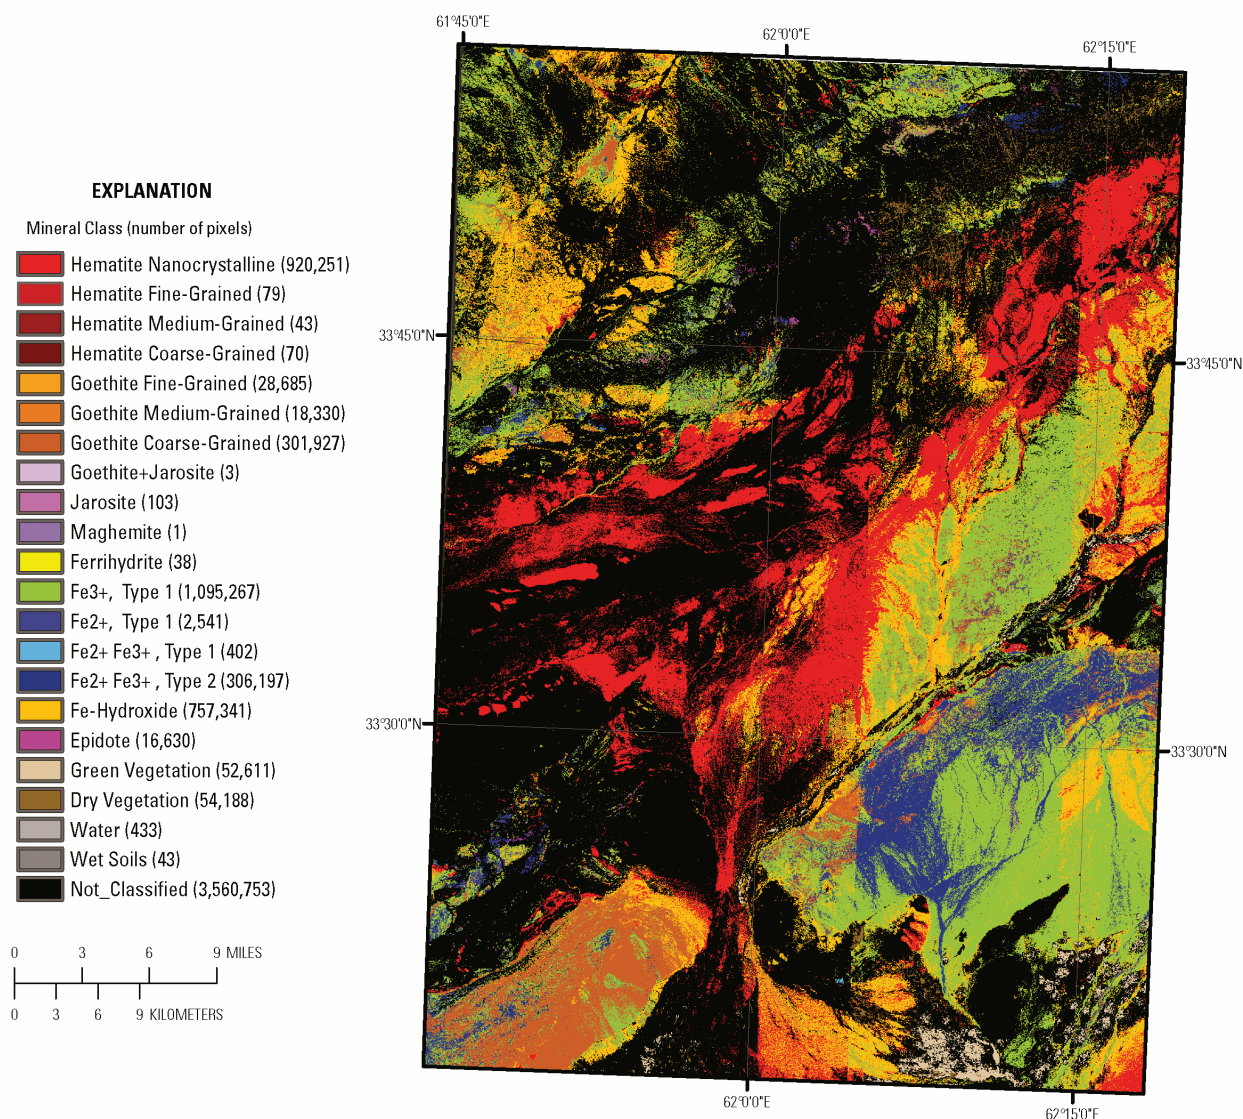 61°45'0"E
62°0'0"E
62°15'0"E
EXPLANATION
Mineral Class (number of pixels)
Hematite Nanocrystalline (920,251)
Hematite Fine-Grained (79)
Hematite Medium-Grained (43)
Hematite Coarse-Grained (70)
Goethite Fine-Grained (28,685)
Goethite Medium-Grained (18,330)
Goethite Coarse-Grained (301,927)
Goethite+Jarosite (3)
Jarosite (103)
Maghemite (1)
Ferrihydrite (38)
Fe3+, Type 1 (1,095,267)
Fe2+, Type 1 (2,541)
Fe2+ Fe3+ , Type 1 (402)
Fe2+ Fe3+ , Type 2 (306,197)
Fe-Hydroxide (757,341)
Epidote (16,630)
Green Vegetation (52,611)
Dry Vegetation (54,188)
Water (433)
Wet Soils (43)
Not_Classified (3,560,753)
33°45'0"N
33°45'0"N
33°30'0"N
33°30'0"N
0 3 6 9 MILES
0 3 6 9 KILOMETERS
62°0'0"E
62°15'0"E